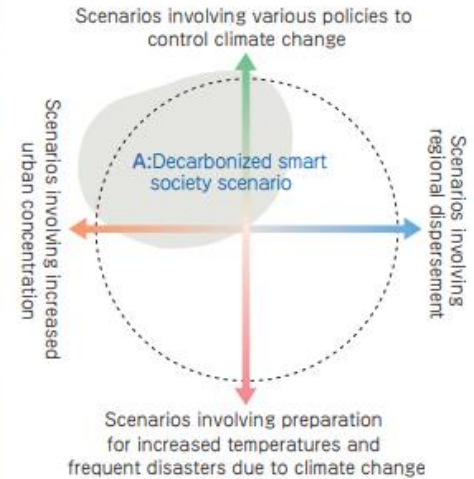 Scenarios involving various policies to
control climate change
Scenarios involving increased
urban concentration
A:Decarbonized smart
society scenario
Scenarios involving
regional dispersement
Scenarios involving preparation
for increased temperatures and
frequent disasters due to climate change